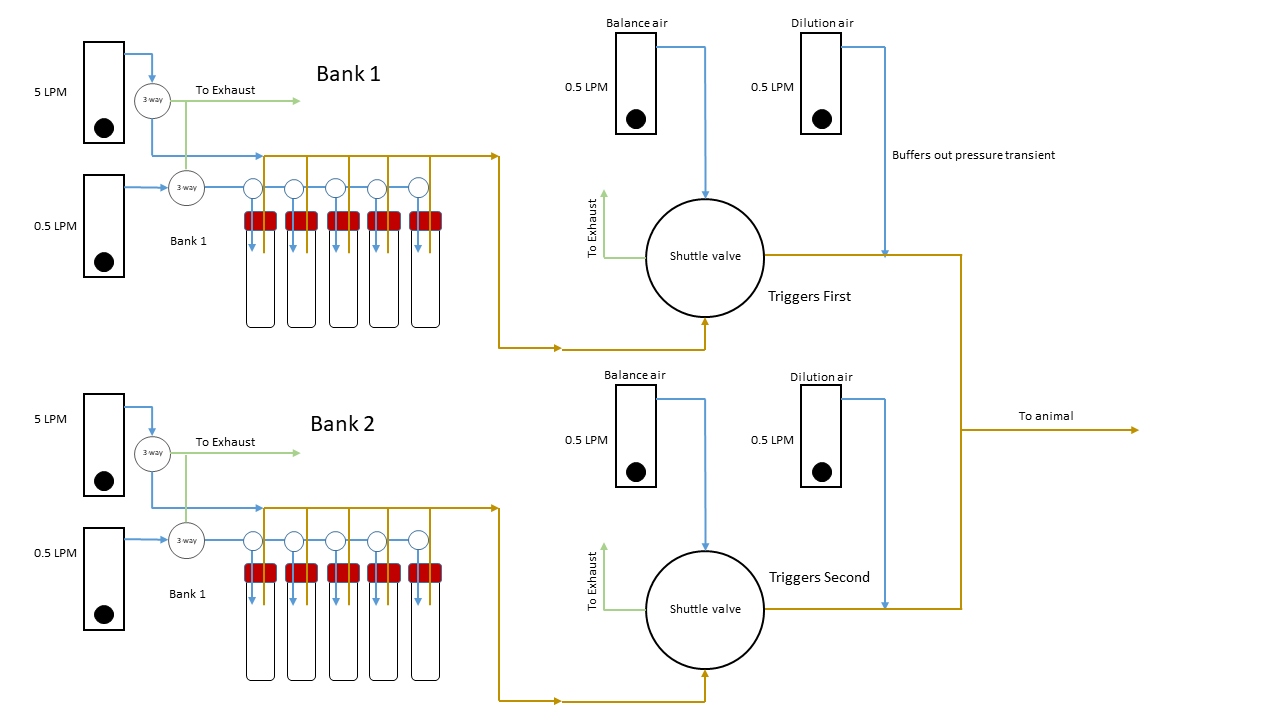 Balance air
Dilution air
Bank 1
5 LPM
3 way
To Exhaust
0.5 LPM
0.5 LPM
Buffers out pressure transient
3 way
0.5 LPM
Bank 1
To Exhaust
Shuttle valve
Triggers First
Balance air
Dilution air
5 LPM
Bank 2
To animal
3 way
To Exhaust
0.5 LPM
0.5 LPM
3 way
0.5 LPM
Bank 1
To Exhaust
Triggers Second
Shuttle valve